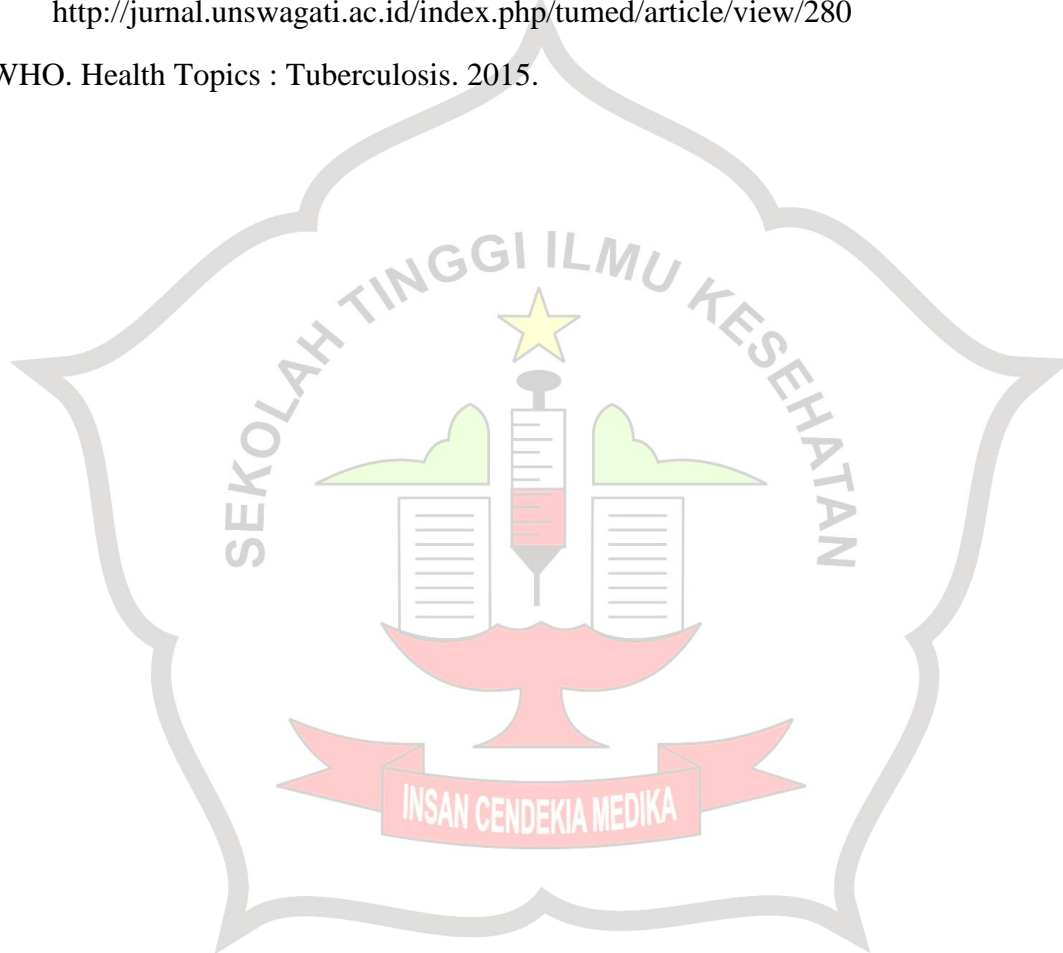 http://jurnal.unswagati.ac.id/index.php/tumed/article/view/280
WHO. Health Topics : Tuberculosis. 2015.
SEKOLAH TINGGI ILMU KESEHATAN
INSAN CENDEKIA MEDIKA